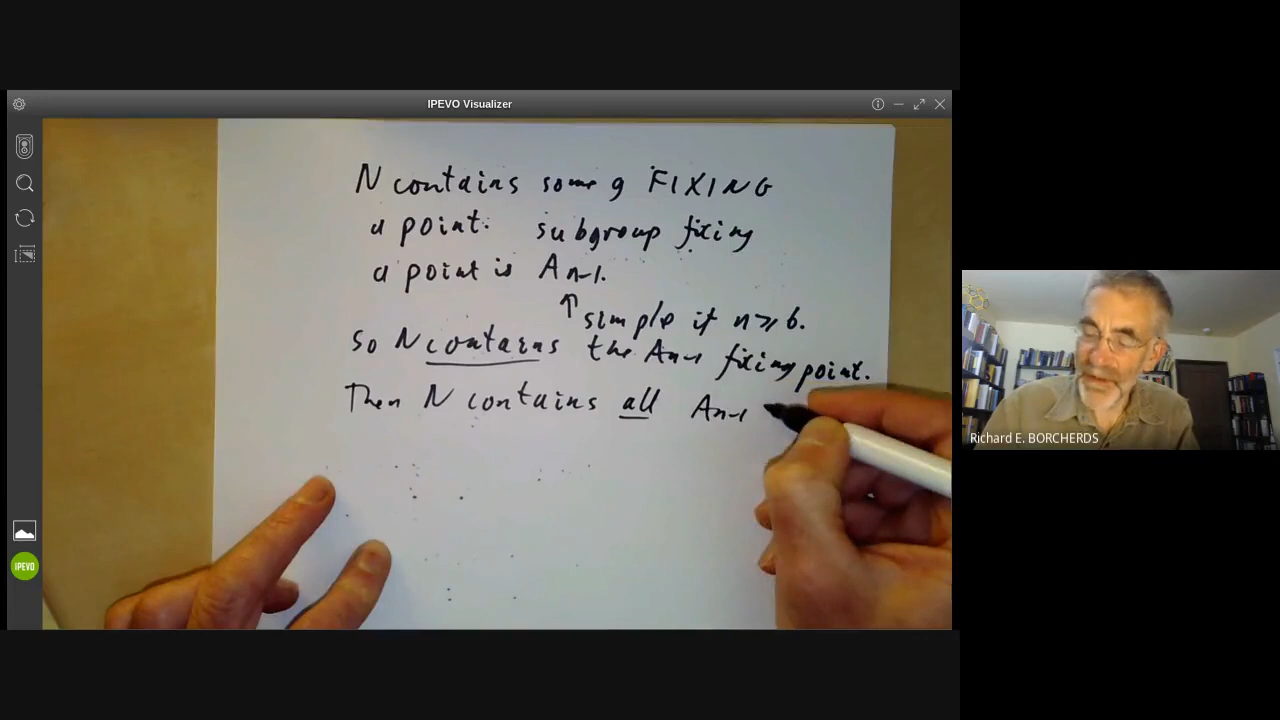 IPEVO Visualizer
N contains some g FIXING
a point. subgroup fixing
a point is An-1.
↑ simple if n ⩾ 6.
so N contains the An-1 fixing point.
Then N contains all An-1
IPEVO
Richard E. BORCHERDS